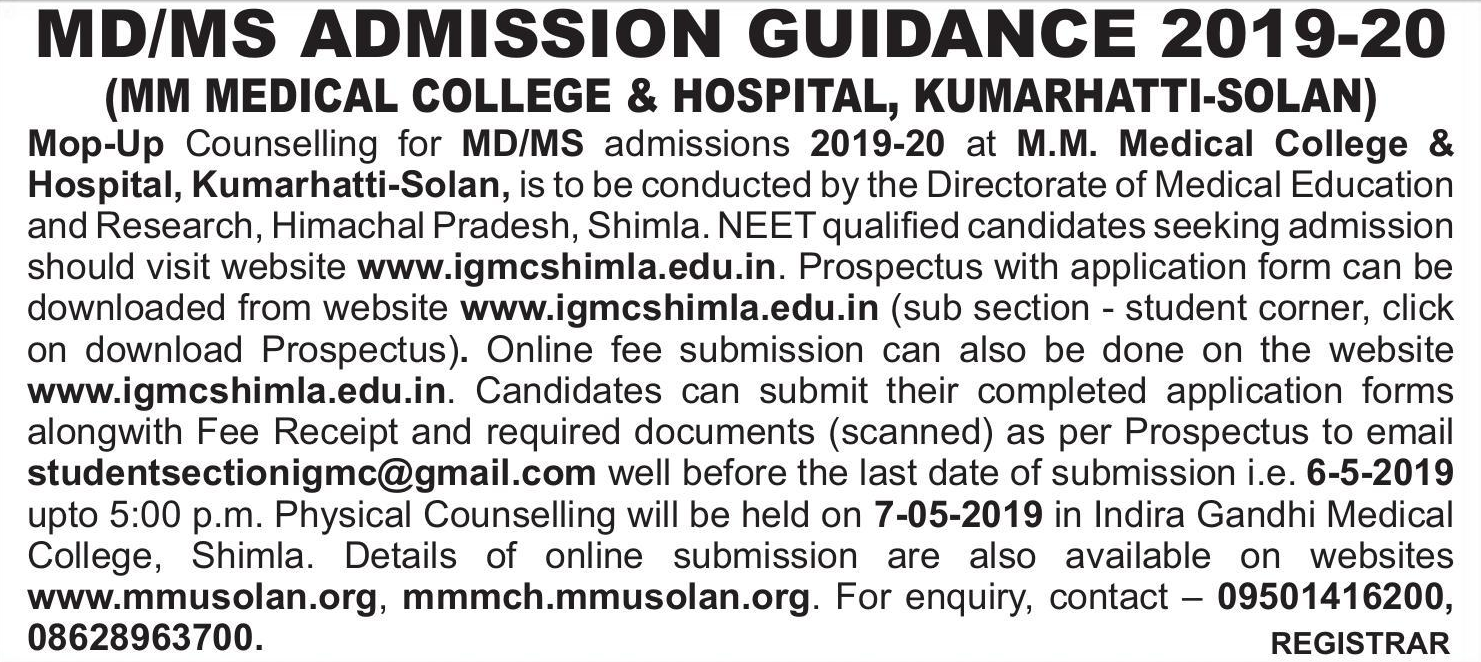 MD/MS ADMISSION GUIDANCE 2019-20
(MM MEDICAL COLLEGE & HOSPITAL, KUMARHATTI-SOLAN)
Mop-Up Counselling for MD/MS admissions 2019-20 at M.M. Medical College &
Hospital, Kumarhatti-Solan, is to be conducted by the Directorate of Medical Education
and Research, Himachal Pradesh, Shimla. NEET qualified candidates seeking admission
should visit website www.igmcshimla.edu.in. Prospectus with application form can be
downloaded from website www.igmcshimla.edu.in (sub section - student corner, click
on download Prospectus). Online fee submission can also be done on the website
www.igmcshimla.edu.in. Candidates can submit their completed application forms
alongwith Fee Receipt and required documents (scanned) as per Prospectus to email
studentsectionigmc@gmail.com well before the last date of submission i.e. 6-5-2019
upto 5:00 p.m. Physical Counselling will be held on 7-05-2019 in Indira Gandhi Medical
College, Shimla. Details of online submission are also available on websites
www.mmusolan.org, mmmch.mmusolan.org. For enquiry, contact – 09501416200,
08628963700.
REGISTRAR